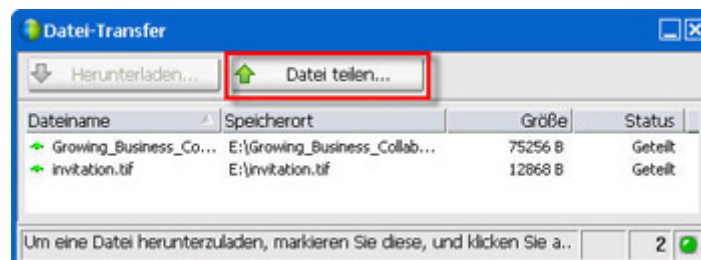 Datei-Transfer
Herunterladen... Datei teilen...
Dateiname Speicherort Größe Status
Growing_Business_Co... E:\Growing_Business_Collab... 75256 B Geteilt
invitation.tif E:\invitation.tif 12868 B Geteilt
Um eine Datei herunterzuladen, markieren Sie diese, und klicken Sie a.. 2